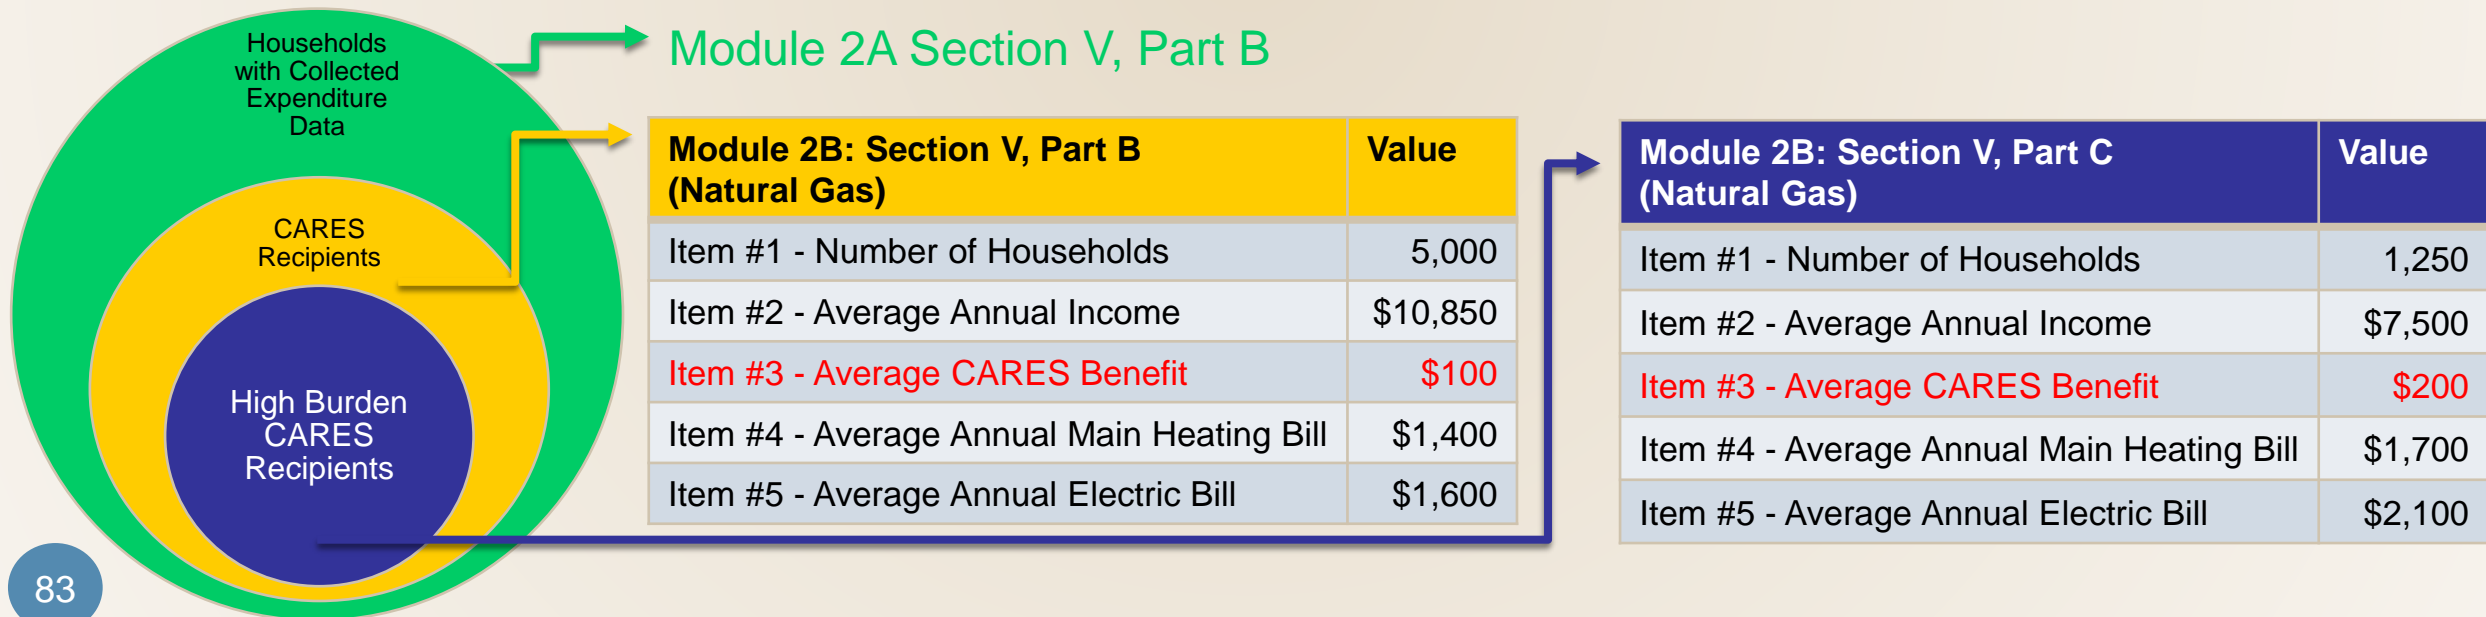 Households
with Collected
Expenditure
Data
CARES
Recipients
High Burden
CARES
Recipients
Module 2A Section V, Part B
Module 2B: Section V, Part B
(Natural Gas)
Value
Item #1 - Number of Households 5,000
Item #2 - Average Annual Income $10,850
Item #3 - Average CARES Benefit $100
Item #4 - Average Annual Main Heating Bill $1,400
Item #5 - Average Annual Electric Bill $1,600
Module 2B: Section V, Part C
(Natural Gas)
Value
Item #1 - Number of Households 1,250
Item #2 - Average Annual Income $7,500
Item #3 - Average CARES Benefit $200
Item #4 - Average Annual Main Heating Bill $1,700
Item #5 - Average Annual Electric Bill $2,100
83